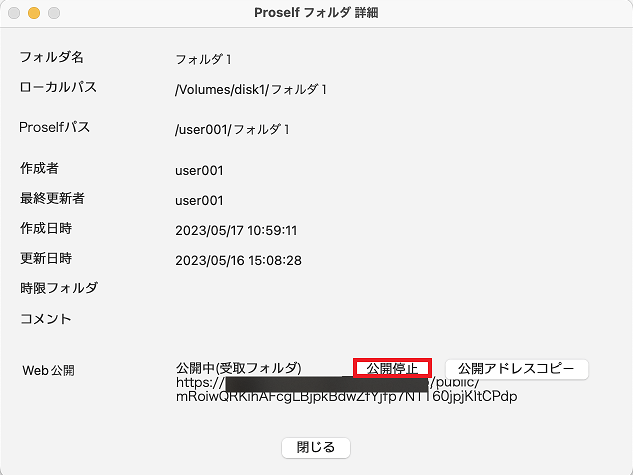 Proself フォルダ 詳細
フォルダ名 フォルダ1
ローカルパス /Volumes/disk1/フォルダ1
Proselfパス /user001/フォルダ1
作成者 user001
最終更新者 user001
作成日時 2023/05/17 10:59:11
更新日時 2023/05/16 15:08:28
時限フォルダ
コメント
Web公開 公開中(受取フォルダ) 公開停止 公開アドレスコピー
https:// /public/
閉じる